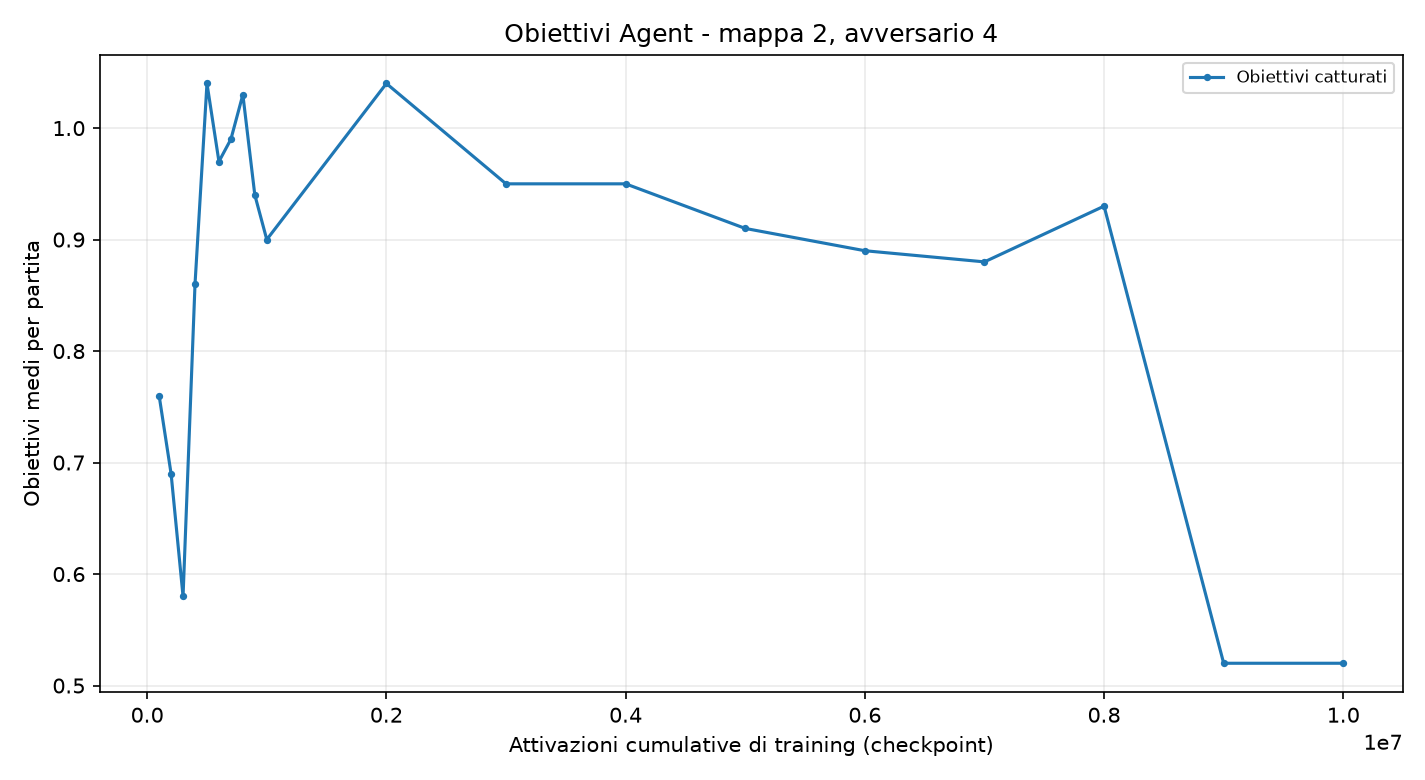 Obiettivi Agent - mappa 2, avversario 4
Obiettivi catturati
Obiettivi medi per partita
1.0
0.9
0.8
0.7
0.6
0.5
0.0
0.2
0.4
0.6
0.8
1.0
1e7
Attivazioni cumulative di training (checkpoint)